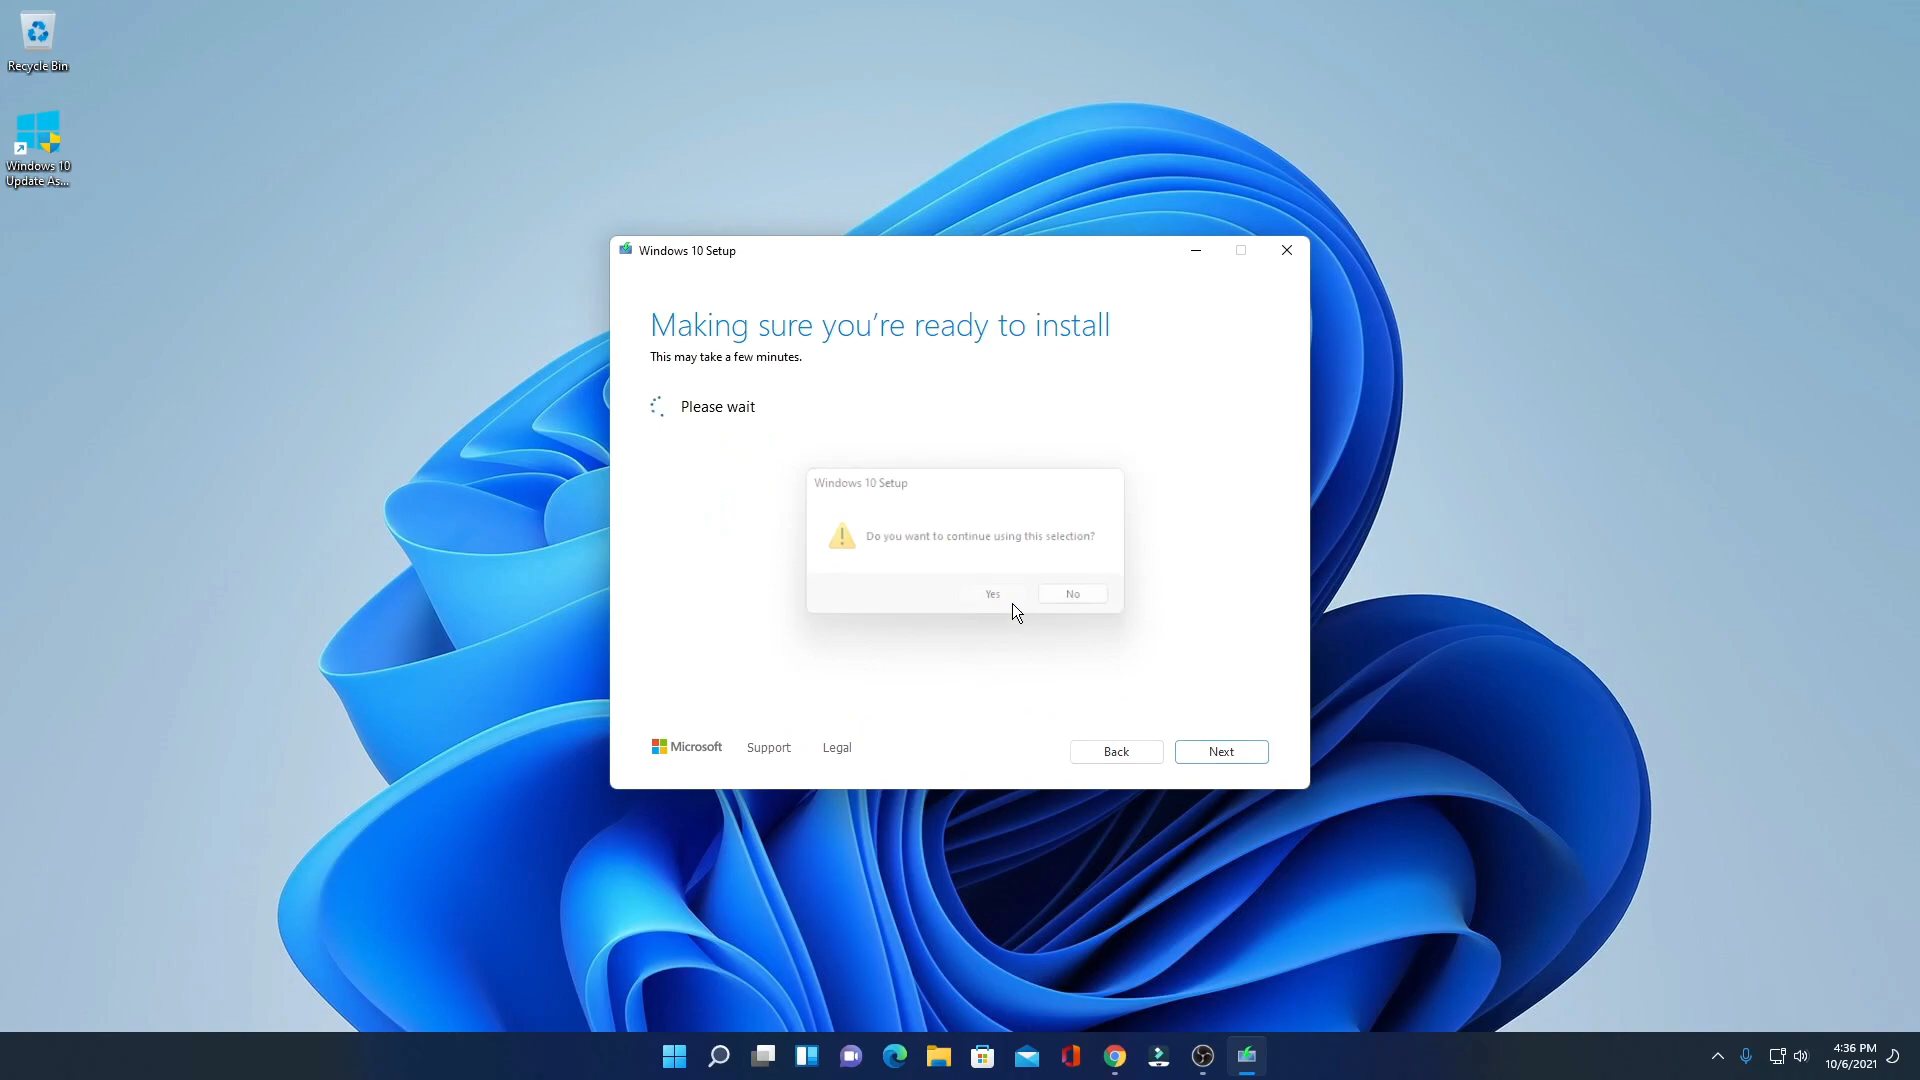 Recycle Bin
Windows 10
Update As...
Windows 10 Setup
Making sure you're ready to install
This may take a few minutes.
Please wait
Windows 10 Setup
Do you want to continue using this selection?
Yes
No
Microsoft
Support
Legal
Back
Next
4:36 PM
10/6/2021